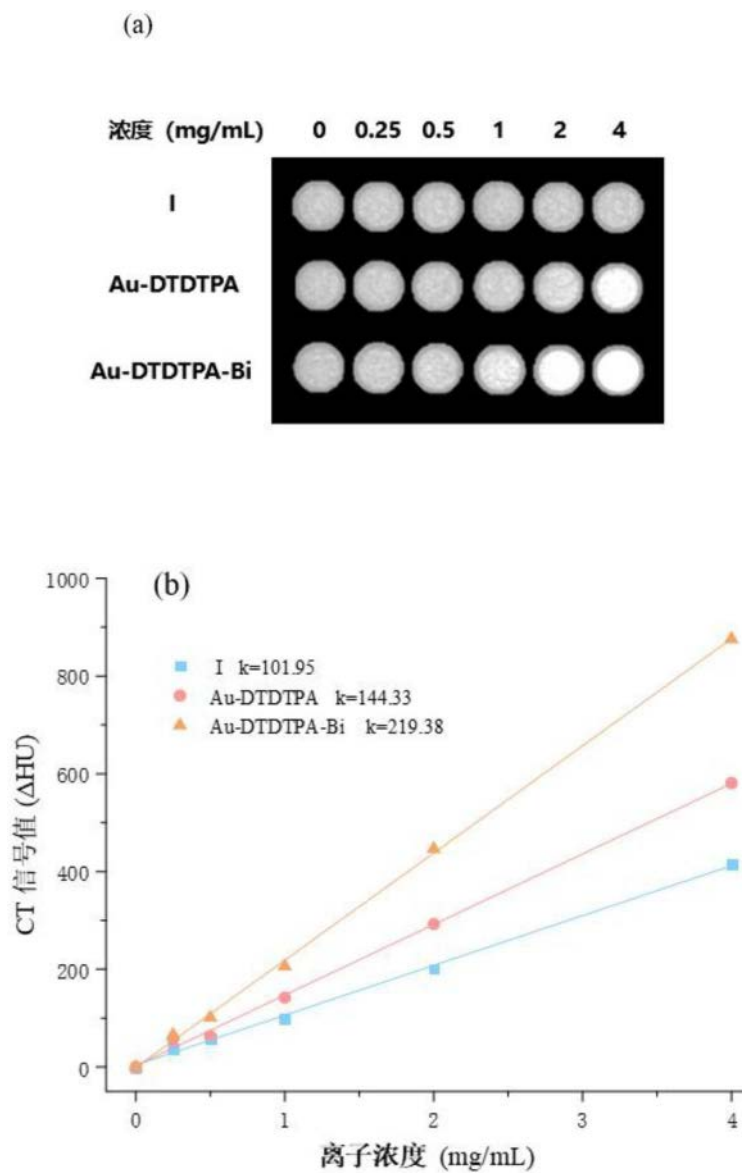 (a)
浓度 (mg/mL) 0 0.25 0.5 1 2 4
I
Au-DTDTPA
Au-DTDTPA-Bi
(b)
1000
800
600
400
200
0
I k=101.95
Au-DTDTPA k=144.33
Au-DTDTPA-Bi k=219.38
CT 信号值 (ΔHU)
0 1 2 3 4
离子浓度 (mg/mL)